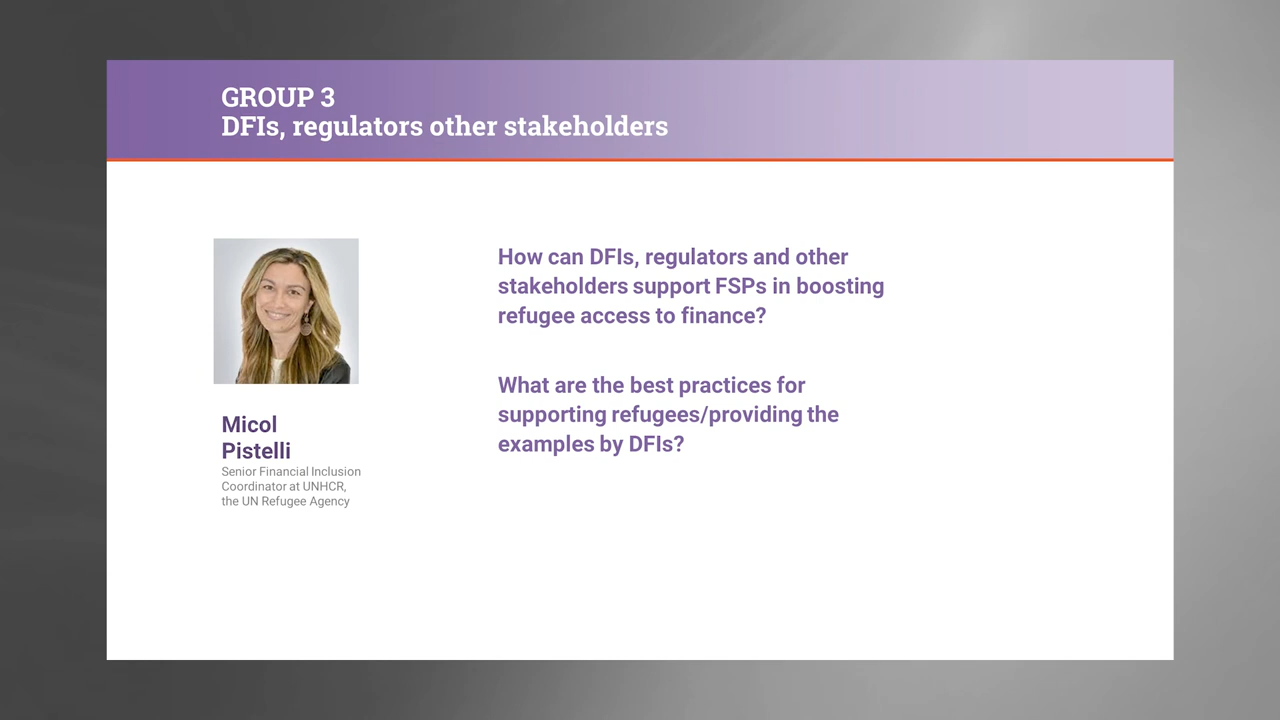 GROUP 3
DFIs, regulators other stakeholders
How can DFIs, regulators and other
stakeholders support FSPs in boosting
refugee access to finance?
What are the best practices for
supporting refugees/providing the
examples by DFIs?
Micol
Pistelli
Senior Financial Inclusion
Coordinator at UNHCR,
the UN Refugee Agency